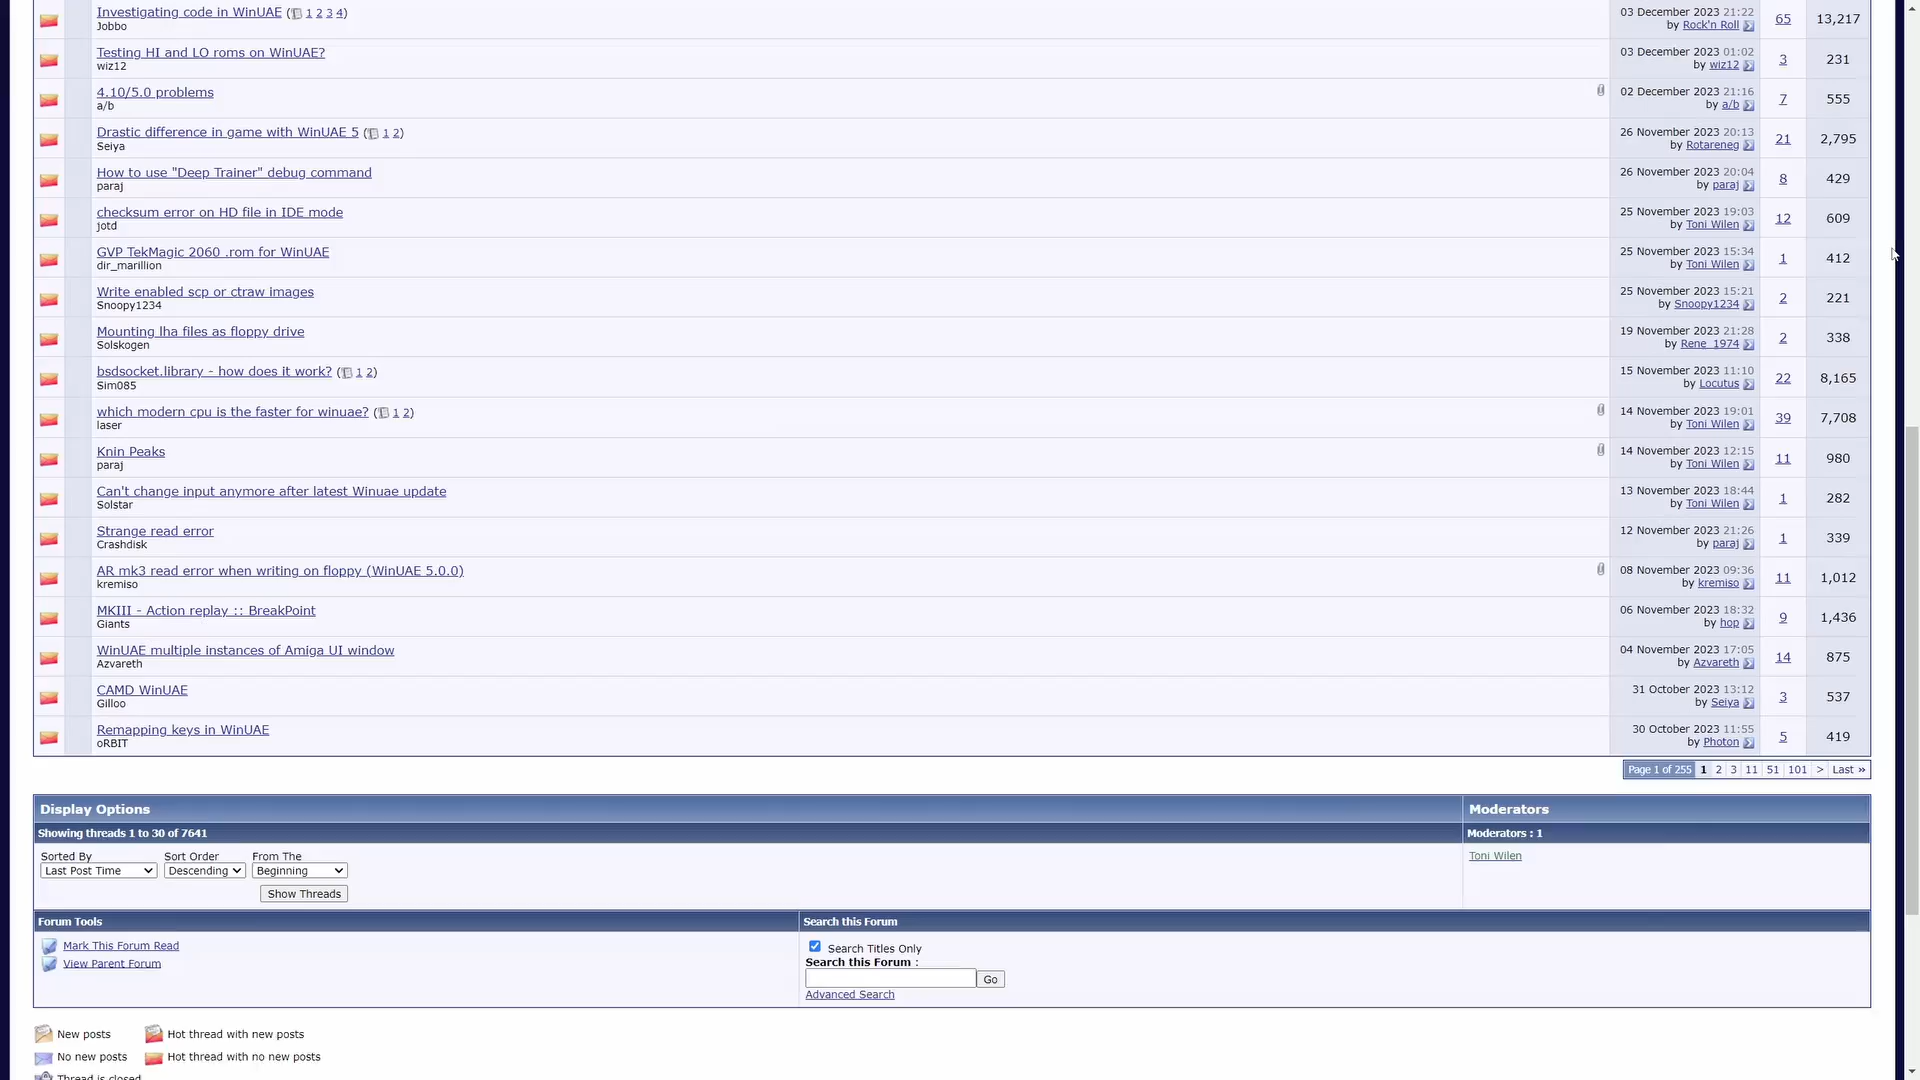 Investigating code in WinUAE ( 1 2 3 4)
Jobbo
03 December 2023 21:22
by Rock'n Roll
65
13,217
Testing HI and LO roms on WinUAE?
wiz12
03 December 2023 01:02
by wiz12
3
231
4.10/5.0 problems
a/b
02 December 2023 21:16
by a/b
7
555
Drastic difference in game with WinUAE 5 ( 1 2)
Seiya
26 November 2023 20:13
by Rotareneg
21
2,795
How to use "Deep Trainer" debug command
paraj
26 November 2023 20:04
by paraj
8
429
checksum error on HD file in IDE mode
jotd
25 November 2023 19:03
by Toni Wilen
12
609
GVP TekMagic 2060 .rom for WinUAE
dir_marillion
25 November 2023 15:34
by Toni Wilen
1
412
Write enabled scp or ctraw images
Snoopy1234
25 November 2023 15:21
by Snoopy1234
2
221
Mounting lha files as floppy drive
Solskogen
19 November 2023 21:28
by Rene_1974
2
338
bsdsocket.library - how does it work? ( 1 2)
Sim085
15 November 2023 11:10
by Locutus
22
8,165
which modern cpu is the faster for winuae? ( 1 2)
laser
14 November 2023 19:01
by Toni Wilen
39
7,708
Knin Peaks
paraj
14 November 2023 12:15
by Toni Wilen
11
980
Can't change input anymore after latest Winuae update
Solstar
13 November 2023 18:44
by Toni Wilen
1
282
Strange read error
Crashdisk
12 November 2023 21:26
by paraj
1
339
AR mk3 read error when writing on floppy (WinUAE 5.0.0)
kremiso
08 November 2023 09:36
by kremiso
11
1,012
MKIII - Action replay :: BreakPoint
Giants
06 November 2023 18:32
by hop
9
1,436
WinUAE multiple instances of Amiga UI window
Azvareth
04 November 2023 17:05
by Azvareth
14
875
CAMD WinUAE
Gilloo
31 October 2023 13:12
by Seiya
3
537
Remapping keys in WinUAE
oRBIT
30 October 2023 11:55
by Photon
5
419
Page 1 of 255 1 2 3 11 51 101 > Last »
Display Options
Moderators
Showing threads 1 to 30 of 7641
Moderators : 1
Sorted By Sort Order From The
Last Post Time Descending Beginning
Toni Wilen
Show Threads
Forum Tools
Search this Forum
Mark This Forum Read
View Parent Forum
Search Titles Only
Search this Forum :
Go
Advanced Search
New posts Hot thread with new posts
No new posts Hot thread with no new posts
Thread is closed